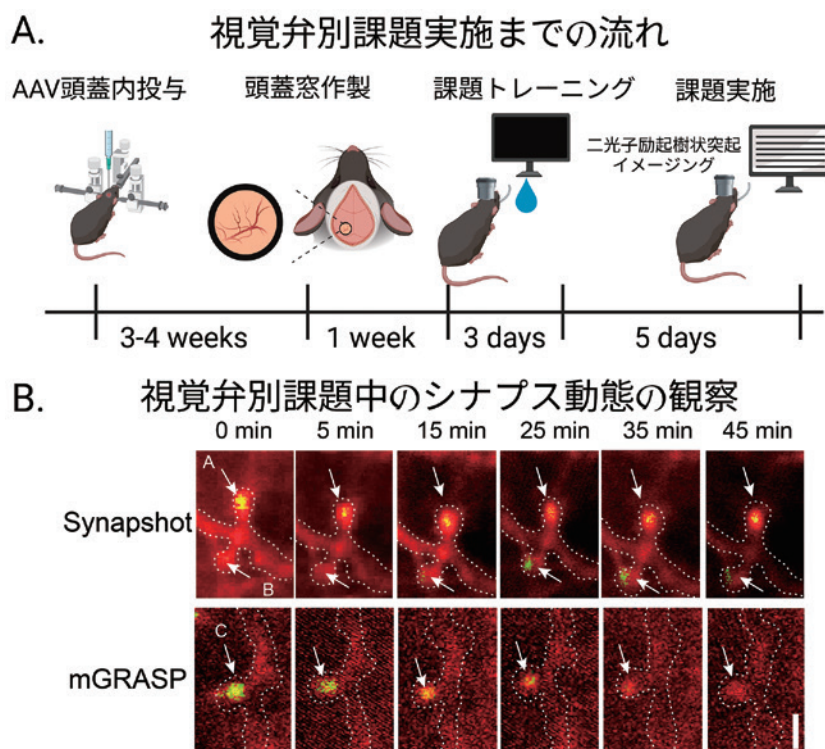 A. 視覚弁別課題実施までの流れ
AAV頭蓋内投与 頭蓋窓作製 課題トレーニング 課題実施
二光子励起樹状突起
イメージング
3-4 weeks 1 week 3 days 5 days
B. 視覚弁別課題中のシナプス動態の観察
0 min 5 min 15 min 25 min 35 min 45 min
A
Synapshot
B
C
mGRASP